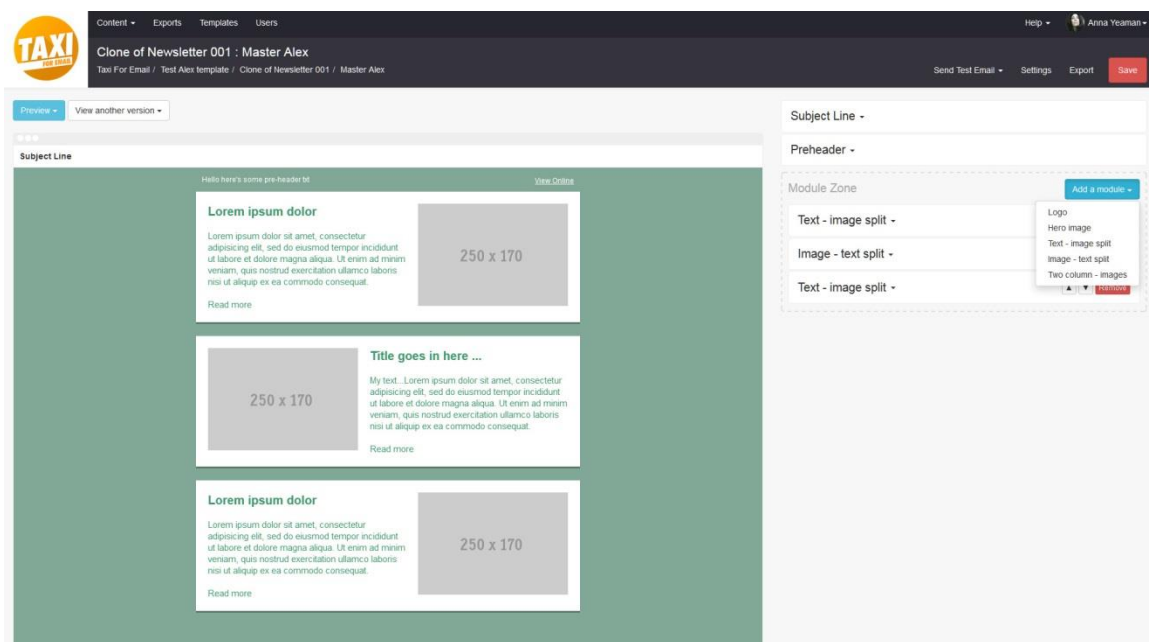 TAXI
FOR EMAIL
Content Exports Templates Users
Help Anna Yeaman
Clone of Newsletter 001 : Master Alex
Taxi For Email / Test Alex template / Clone of Newsletter 001 / Master Alex
Send Test Email Settings Export Save
Preview View another version
Subject Line
Hello here's some pre-header txt View Online
Lorem ipsum dolor
Lorem ipsum dolor sit amet, consectetur
adipisicing elit, sed do eiusmod tempor incididunt
ut labore et dolore magna aliqua. Ut enim ad minim
veniam, quis nostrud exercitation ullamco laboris
nisi ut aliquip ex ea commodo consequat.
Read more
250 x 170
250 x 170
Title goes in here ...
My text...Lorem ipsum dolor sit amet, consectetur
adipisicing elit, sed do eiusmod tempor incididunt
ut labore et dolore magna aliqua. Ut enim ad minim
veniam, quis nostrud exercitation ullamco laboris
nisi ut aliquip ex ea commodo consequat.
Read more
Lorem ipsum dolor
Lorem ipsum dolor sit amet, consectetur
adipisicing elit, sed do eiusmod tempor incididunt
ut labore et dolore magna aliqua. Ut enim ad minim
veniam, quis nostrud exercitation ullamco laboris
nisi ut aliquip ex ea commodo consequat.
Read more
250 x 170
Subject Line
Preheader
Module Zone Add a module
Logo
Hero image
Text - image split
Image - text split
Two column - images
Text - image split
Image - text split
Text - image split
Remove